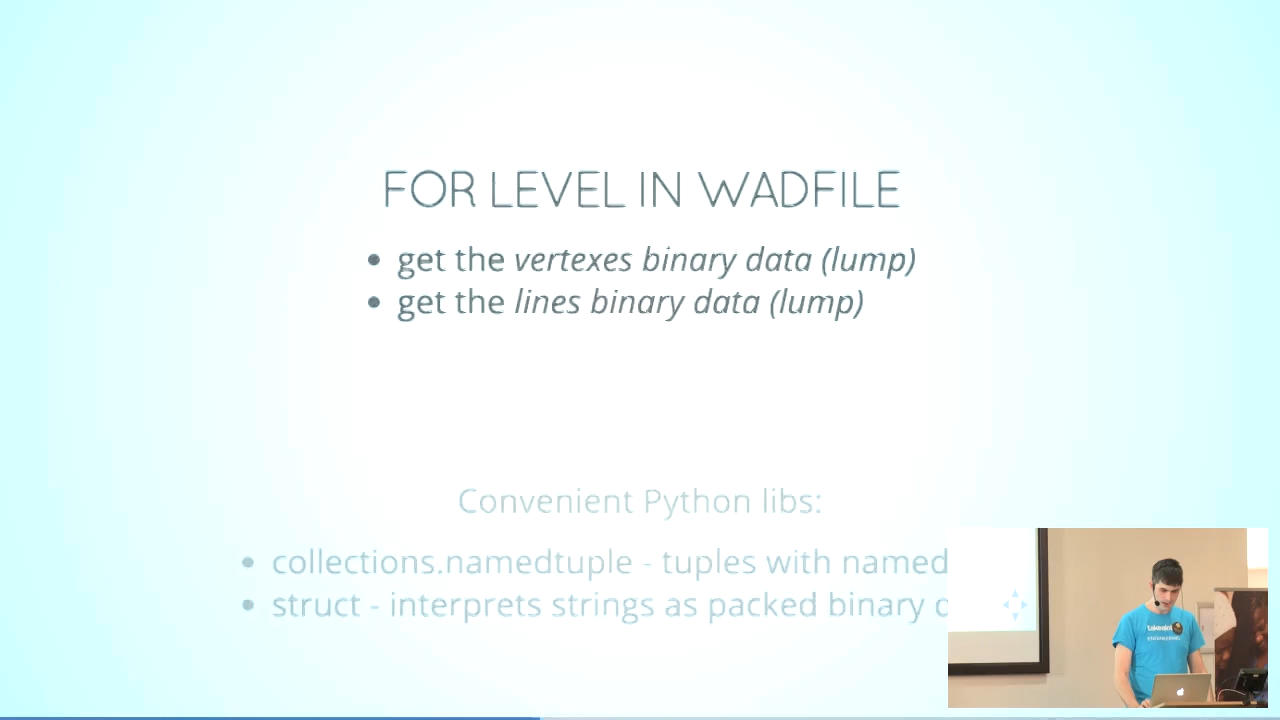 FOR LEVEL IN WADFILE
• get the vertexes binary data (lump)
• get the lines binary data (lump)
Convenient Python libs:
• collections.namedtuple - tuples with named
• struct - interprets strings as packed binary